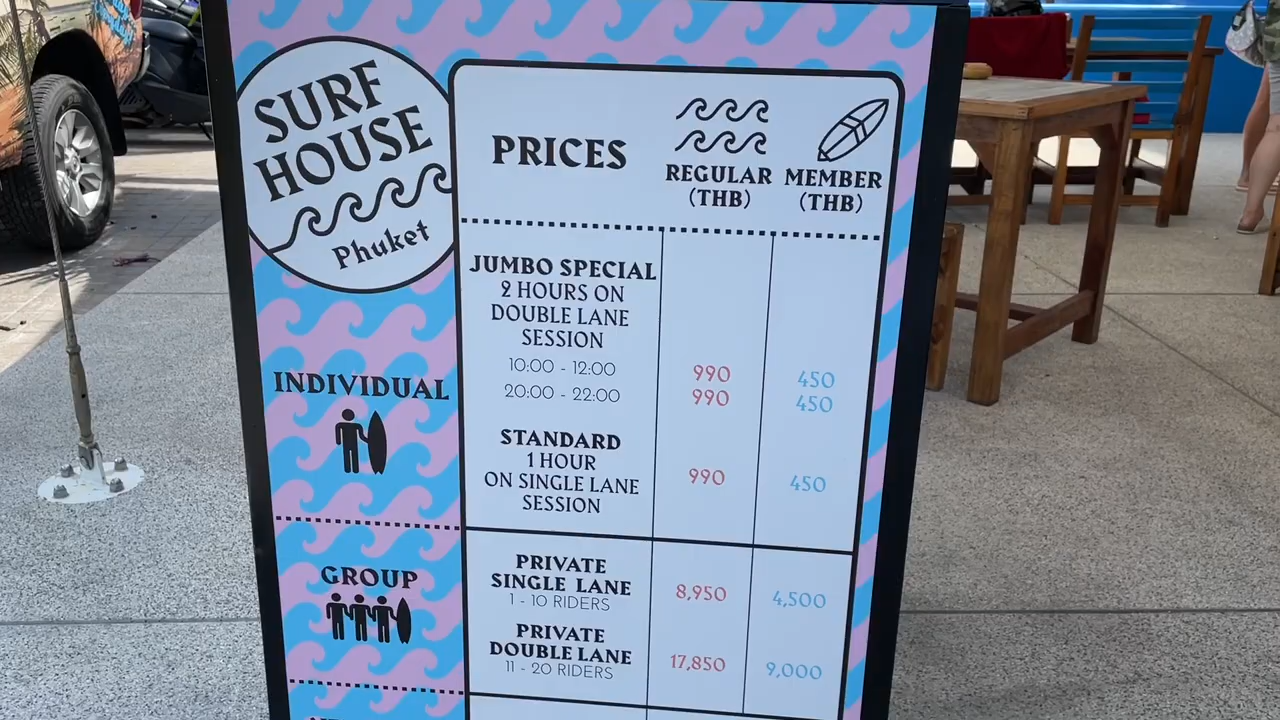 SURF
HOUSE
Phuket
PRICES
REGULAR
(THB)
MEMBER
(THB)
INDIVIDUAL
JUMBO SPECIAL
2 HOURS ON
DOUBLE LANE
SESSION
10:00 - 12:00 990 450
20:00 - 22:00 990 450
STANDARD
1 HOUR
ON SINGLE LANE
SESSION
990 450
GROUP
PRIVATE
SINGLE LANE
1 - 10 RIDERS
8,950 4,500
PRIVATE
DOUBLE LANE
11 - 20 RIDERS
17,850 9,000